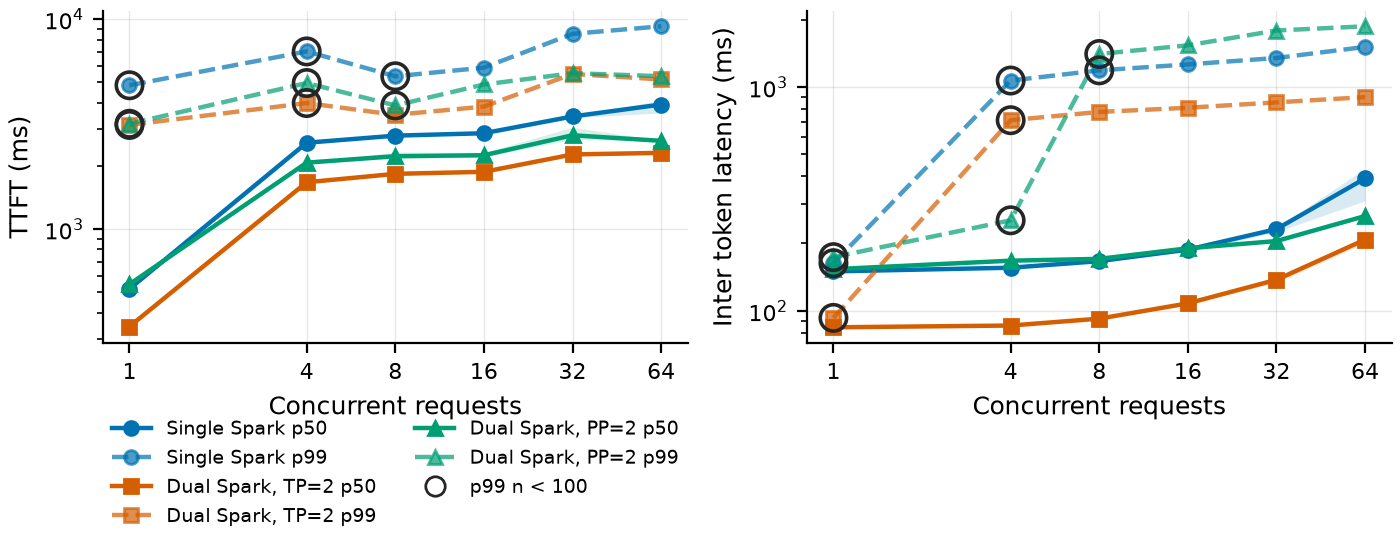 TTFT (ms)
10⁴
10³
1 4 8 16 32 64
Concurrent requests
Inter token latency (ms)
10³
10²
1 4 8 16 32 64
Concurrent requests
Single Spark p50
Single Spark p99
Dual Spark, TP=2 p50
Dual Spark, TP=2 p99
Dual Spark, PP=2 p50
Dual Spark, PP=2 p99
p99 n < 100